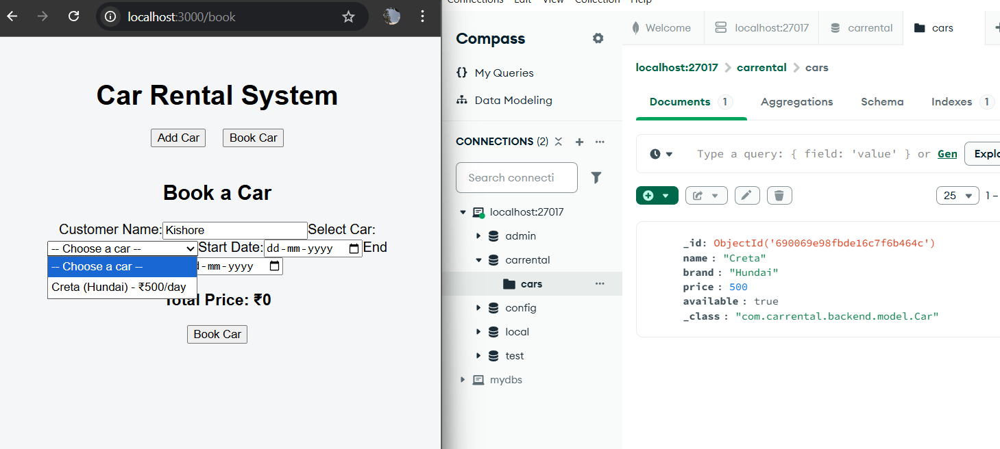 localhost:3000/book
Car Rental System
Add Car
Book Car
Book a Car
Customer Name:
Kishore
Select Car:
-- Choose a car --
Start Date:
dd-mm-yyyy
End
-mm-yyyy
-- Choose a car --
Creta (Hundai) - ₹500/day
Total Price: ₹0
Book Car
Connections Edit View Collection Help
Compass
{} My Queries
Data Modeling
CONNECTIONS (2)
Search connecti
localhost:27017
admin
carrental
cars
config
local
test
mydbs
Welcome
localhost:27017
carrental
cars
localhost:27017 > carrental > cars
Documents 1
Aggregations
Schema
Indexes 1
Type a query: { field: 'value' } or Gen
Explo
25
1 –
_id: ObjectId('690069e98fbde16c7f6b464c')
name : "Creta"
brand : "Hundai"
price : 500
available : true
_class : "com.carrental.backend.model.Car"